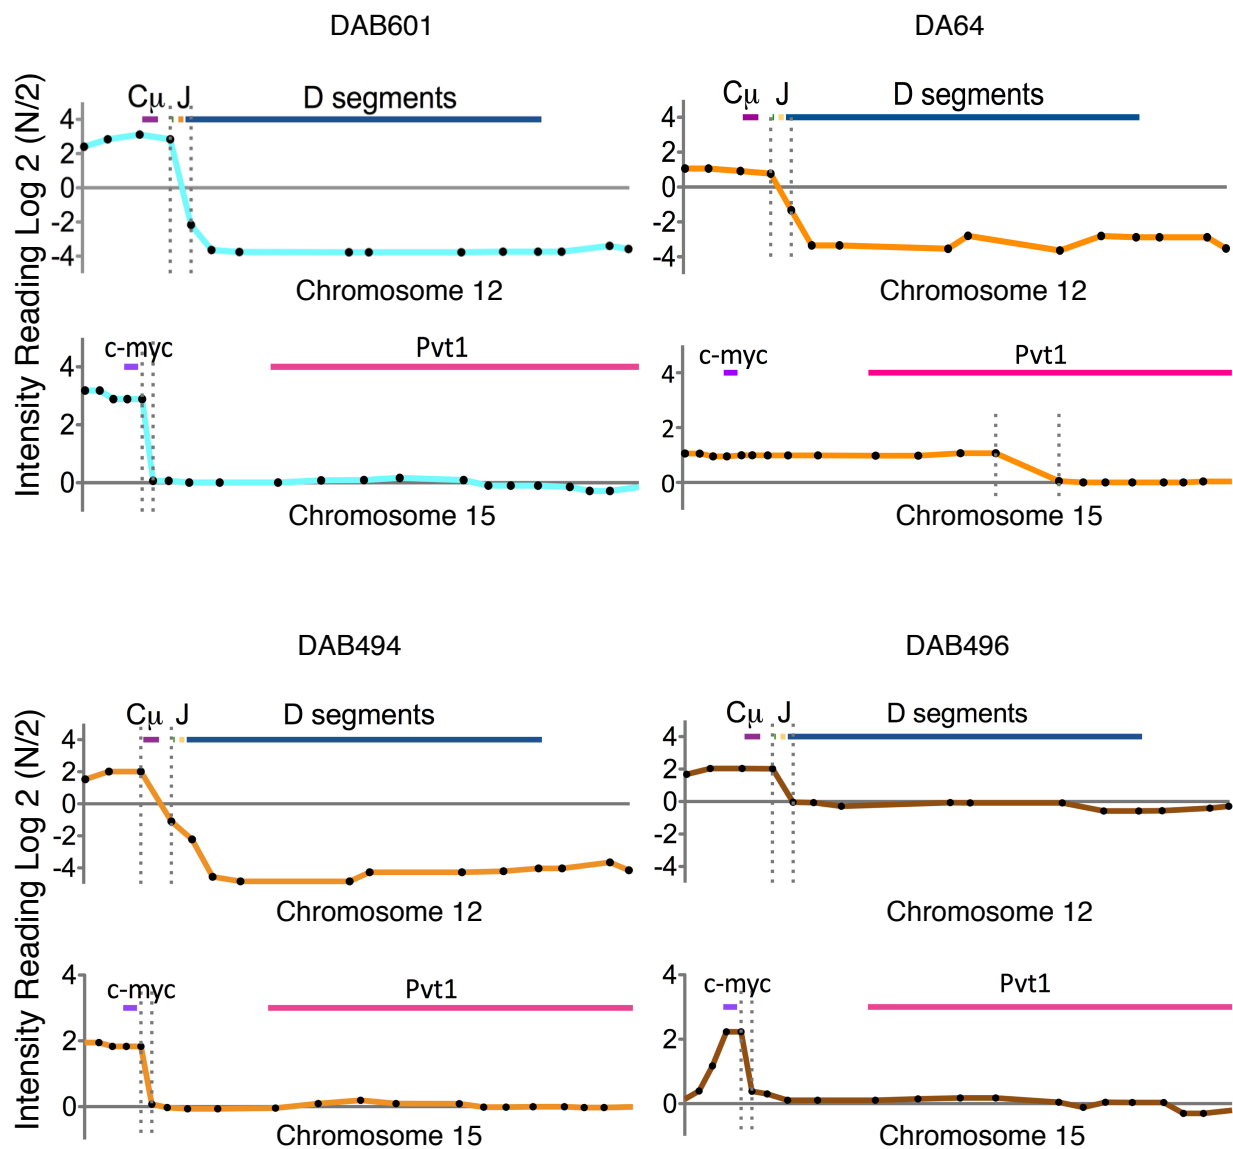 DAB601
DA64
Intensity Reading Log 2 (N/2)
Cμ J D segments
4
2
0
-2
-4
Chromosome 12
Cμ J D segments
4
2
0
-2
-4
Chromosome 12
c-myc Pvt1
4
2
0
Chromosome 15
c-myc Pvt1
4
2
0
Chromosome 15
DAB494
DAB496
Intensity Reading Log 2 (N/2)
Cμ J D segments
4
2
0
-2
-4
Chromosome 12
Cμ J D segments
4
2
0
-2
-4
Chromosome 12
c-myc Pvt1
4
2
0
Chromosome 15
c-myc Pvt1
4
2
0
Chromosome 15